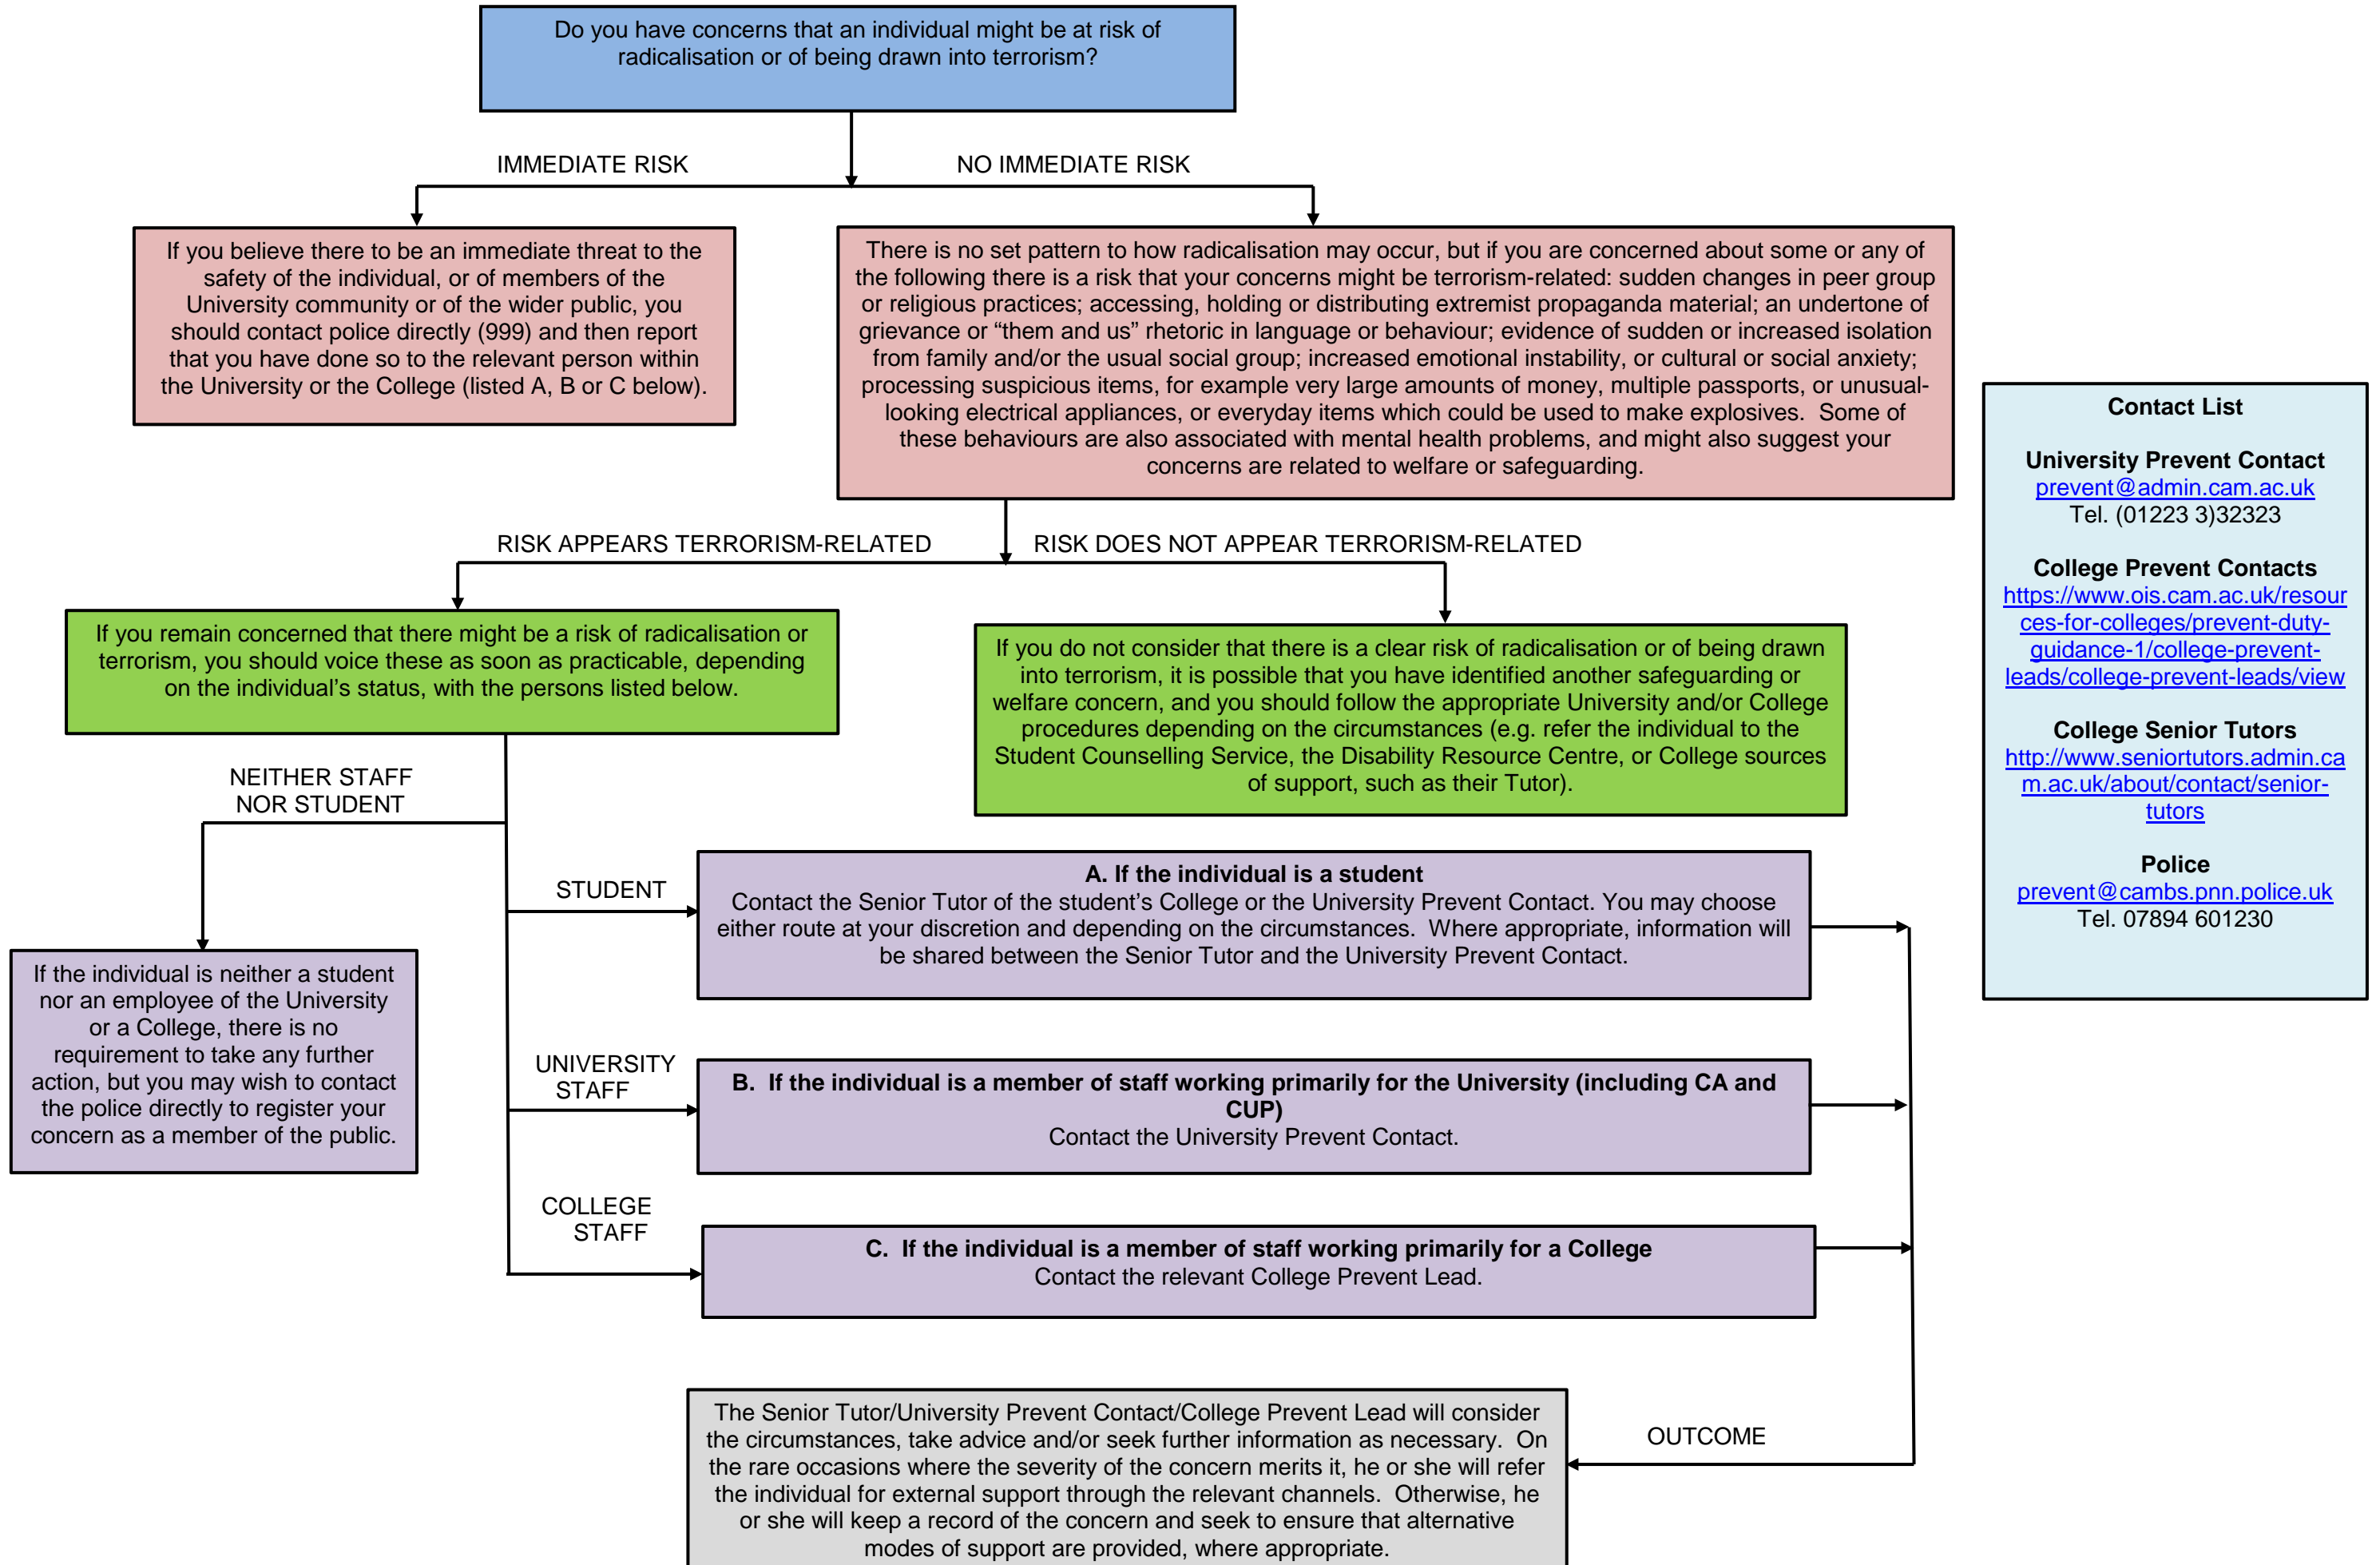 Do you have concerns that an individual might be at risk of
radicalisation or of being drawn into terrorism?
IMMEDIATE RISK
NO IMMEDIATE RISK
If you believe there to be an immediate threat to the
safety of the individual, or of members of the
University community or of the wider public, you
should contact police directly (999) and then report
that you have done so to the relevant person within
the University or the College (listed A, B or C below).
There is no set pattern to how radicalisation may occur, but if you are concerned about some or any of
the following there is a risk that your concerns might be terrorism-related: sudden changes in peer group
or religious practices; accessing, holding or distributing extremist propaganda material; an undertone of
grievance or “them and us” rhetoric in language or behaviour; evidence of sudden or increased isolation
from family and/or the usual social group; increased emotional instability, or cultural or social anxiety;
processing suspicious items, for example very large amounts of money, multiple passports, or unusual-
looking electrical appliances, or everyday items which could be used to make explosives.  Some of
these behaviours are also associated with mental health problems, and might also suggest your
concerns are related to welfare or safeguarding.
RISK APPEARS TERRORISM-RELATED
RISK DOES NOT APPEAR TERRORISM-RELATED
If you remain concerned that there might be a risk of radicalisation or
terrorism, you should voice these as soon as practicable, depending
on the individual’s status, with the persons listed below.
If you do not consider that there is a clear risk of radicalisation or of being drawn
into terrorism, it is possible that you have identified another safeguarding or
welfare concern, and you should follow the appropriate University and/or College
procedures depending on the circumstances (e.g. refer the individual to the
Student Counselling Service, the Disability Resource Centre, or College sources
of support, such as their Tutor).
NEITHER STAFF
NOR STUDENT
If the individual is neither a student
nor an employee of the University
or a College, there is no
requirement to take any further
action, but you may wish to contact
the police directly to register your
concern as a member of the public.
STUDENT
A. If the individual is a student
Contact the Senior Tutor of the student’s College or the University Prevent Contact. You may choose
either route at your discretion and depending on the circumstances.  Where appropriate, information will
be shared between the Senior Tutor and the University Prevent Contact.
UNIVERSITY
STAFF
B.  If the individual is a member of staff working primarily for the University (including CA and
CUP)
Contact the University Prevent Contact.
COLLEGE
STAFF
C.  If the individual is a member of staff working primarily for a College
Contact the relevant College Prevent Lead.
OUTCOME
The Senior Tutor/University Prevent Contact/College Prevent Lead will consider
the circumstances, take advice and/or seek further information as necessary.  On
the rare occasions where the severity of the concern merits it, he or she will refer
the individual for external support through the relevant channels.  Otherwise, he
or she will keep a record of the concern and seek to ensure that alternative
modes of support are provided, where appropriate.
Contact List
University Prevent Contact
prevent@admin.cam.ac.uk
Tel. (01223 3)32323
College Prevent Contacts
https://www.ois.cam.ac.uk/resour
ces-for-colleges/prevent-duty-
guidance-1/college-prevent-
leads/college-prevent-leads/view
College Senior Tutors
http://www.seniortutors.admin.ca
m.ac.uk/about/contact/senior-
tutors
Police
prevent@cambs.pnn.police.uk
Tel. 07894 601230